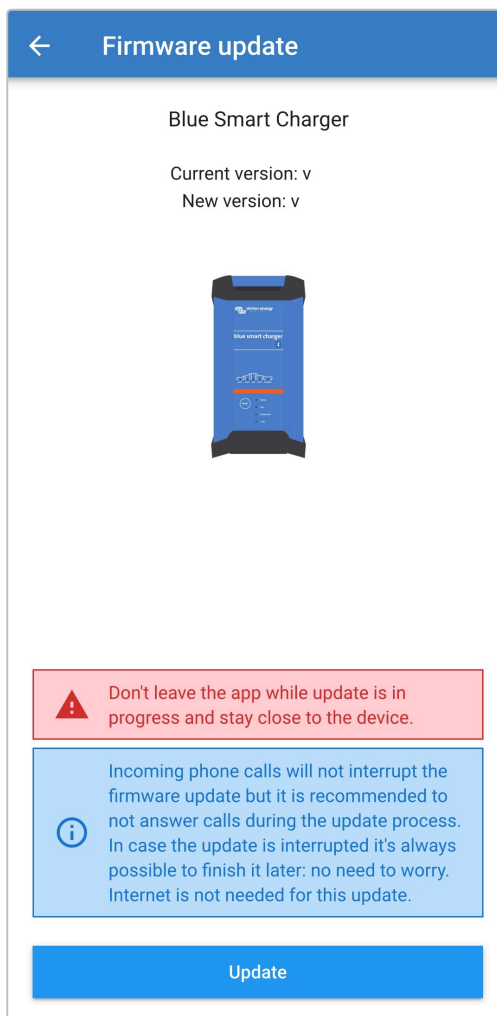 Firmware update
Blue Smart Charger
Current version: v
New version: v
victron energy
blue smart charger
Don't leave the app while update is in
progress and stay close to the device.
Incoming phone calls will not interrupt the
firmware update but it is recommended to
not answer calls during the update process.
In case the update is interrupted it's always
possible to finish it later: no need to worry.
Internet is not needed for this update.
Update